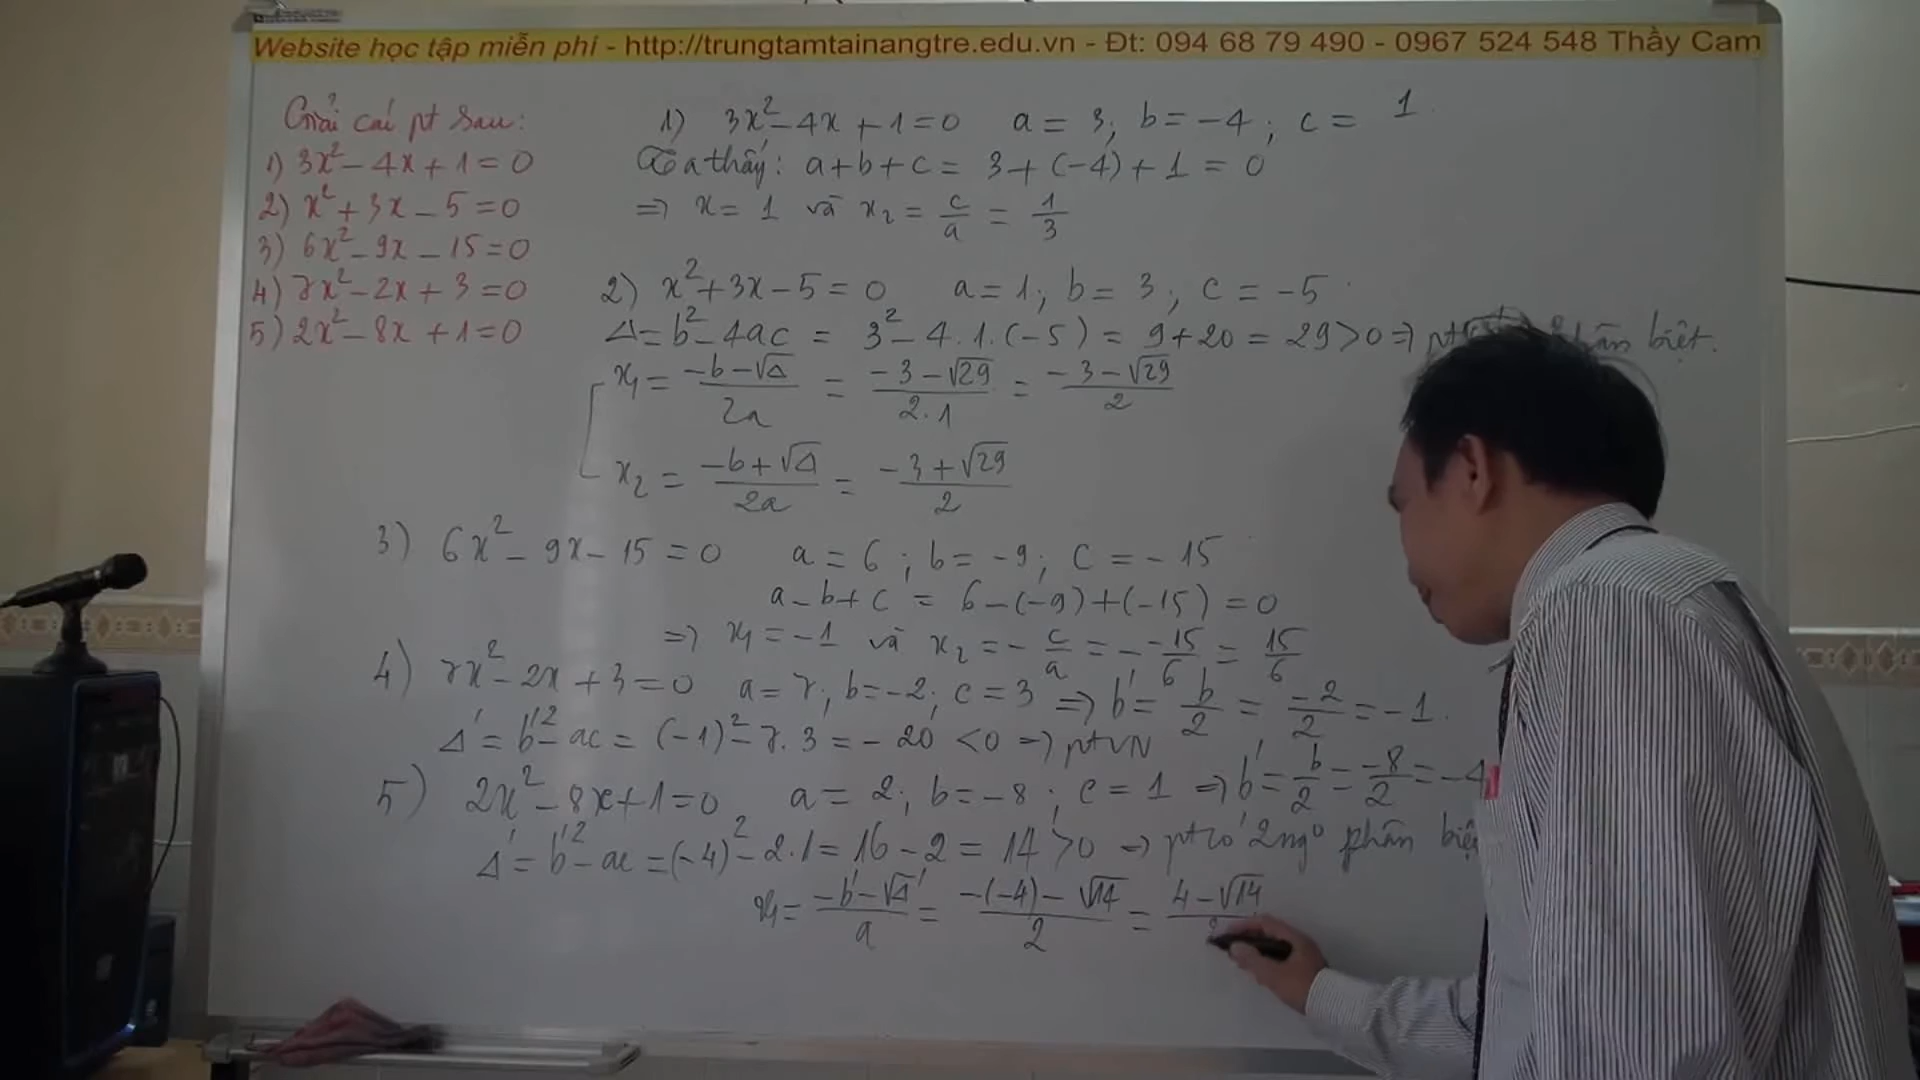 Website học tập miễn phí - http://trungtamtainangtre.edu.vn - Đt: 094 68 79 490 - 0967 524 548 Thầy Cam
Giải các pt sau:
1) 3x² - 4x + 1 = 0
2) x² + 3x - 5 = 0
3) 6x² - 9x - 15 = 0
4) 7x² - 2x + 3 = 0
5) 2x² - 8x + 1 = 0
1) 3x² - 4x + 1 = 0 a = 3; b = -4; c = 1
Ta thấy: a + b + c = 3 + (-4) + 1 = 0
=> x = 1 và x₂ = c/a = 1/3
2) x² + 3x - 5 = 0 a = 1; b = 3; c = -5
Δ = b² - 4ac = 3² - 4.1.(-5) = 9 + 20 = 29 > 0 => pt phân biệt.
x₁ = (-b - √Δ)/2a = (-3 - √29)/2.1 = (-3 - √29)/2
x₂ = (-b + √Δ)/2a = (-3 + √29)/2
3) 6x² - 9x - 15 = 0 a = 6; b = -9; c = -15
a - b + c = 6 - (-9) + (-15) = 0
=> x₁ = -1 và x₂ = -c/a = - -15/6 = 15/6
4) 7x² - 2x + 3 = 0 a = 7; b = -2; c = 3 => b' = b/2 = -2/2 = -1.
Δ' = b'² - ac = (-1)² - 7.3 = -20 < 0 => pt VN
5) 2x² - 8x + 1 = 0 a = 2; b = -8; c = 1 => b' = b/2 = -8/2 = -4
Δ' = b'² - ac = (-4)² - 2.1 = 16 - 2 = 14 > 0 => pt có 2 ngo phân biệ
x₁ = (-b' - √Δ')/a = (-(-4) - √14)/2 = (4 - √14)/